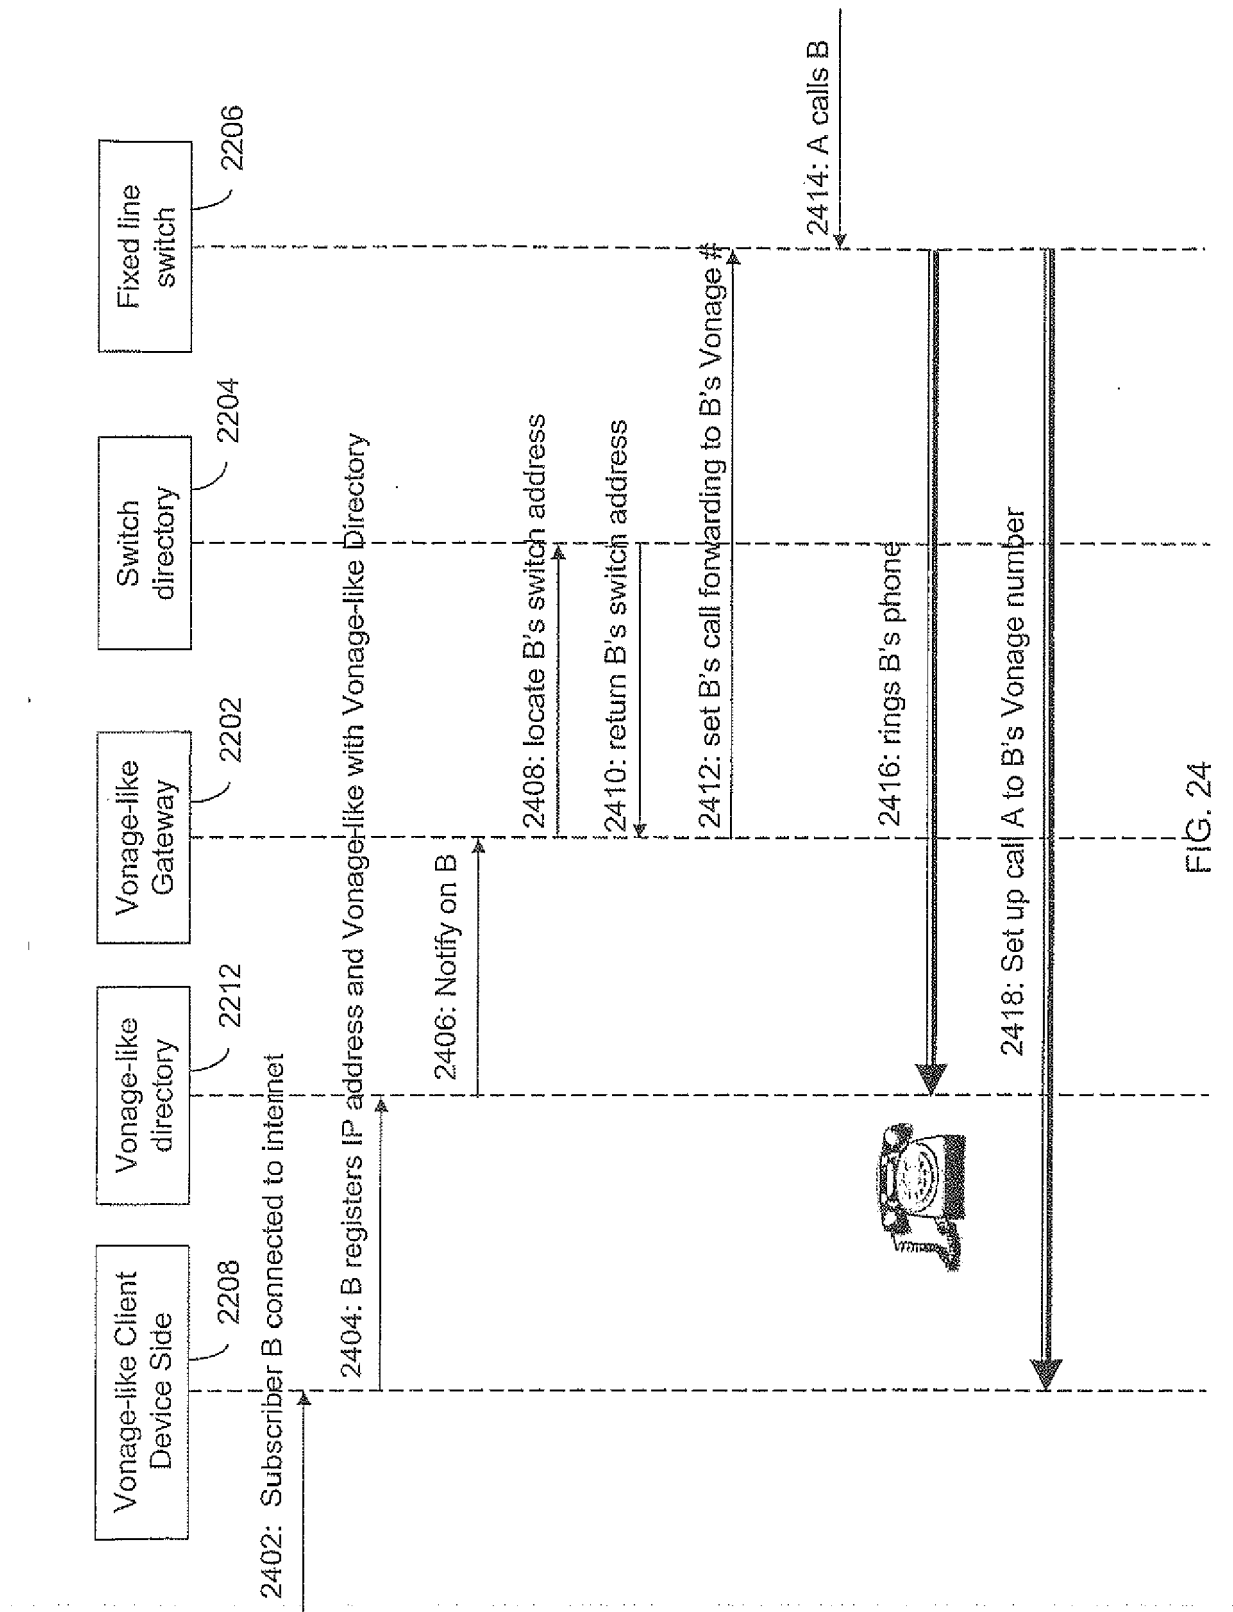 Vonage-like Client
Device Side
2208
Vonage-like
directory
2212
Vonage-like
Gateway
2202
Switch
directory
2204
Fixed line
switch
2206
2402: Subscriber B connected to internet
2404: B registers IP address and Vonage-like with Vonage-like Directory
2406: Notify on B
2408: locate B's switch address
2410: return B's switch address
2412: set B's call forwarding to B's Vonage #
2414: A calls B
2416: rings B's phone
2418: Set up call A to B's Vonage number
FIG. 24